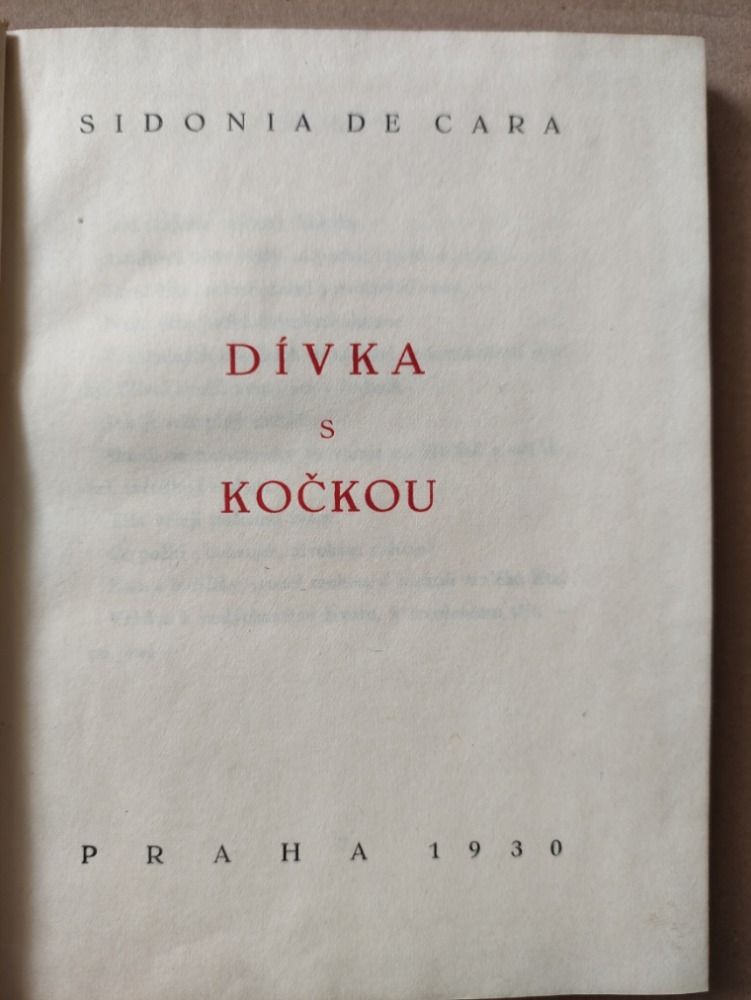 SIDONIA DE CARA
DÍVKA
S
KOČKOU
PRAHA 1930